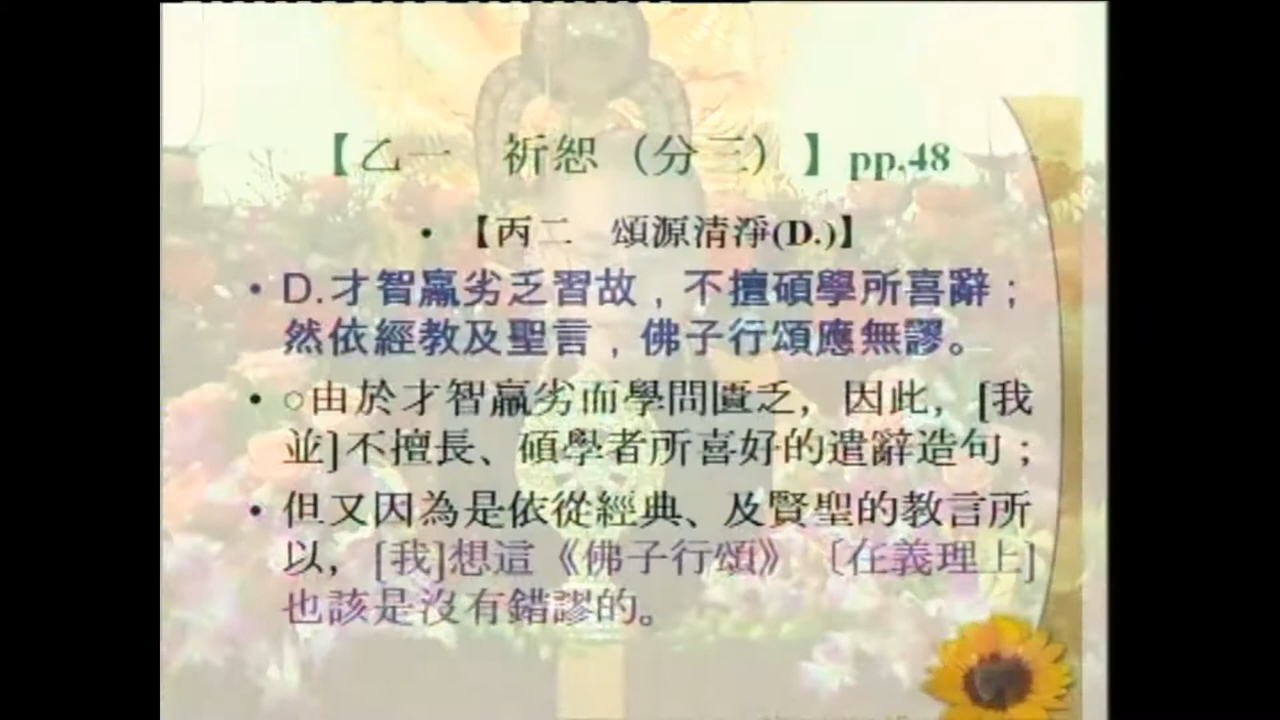 【乙一 祈恕（分三）】pp.48
• 【丙二 頌源清淨(D.)】
• D.才智羸劣乏習故，不擅碩學所喜辭；
然依經教及聖言，佛子行頌應無謬。
• ○由於才智羸劣而學問匱乏，因此，[我
並]不擅長、碩學者所喜好的遣辭造句；
• 但又因為是依從經典、及賢聖的教言所
以，[我]想這《佛子行頌》〔在義理上]
也該是沒有錯謬的。